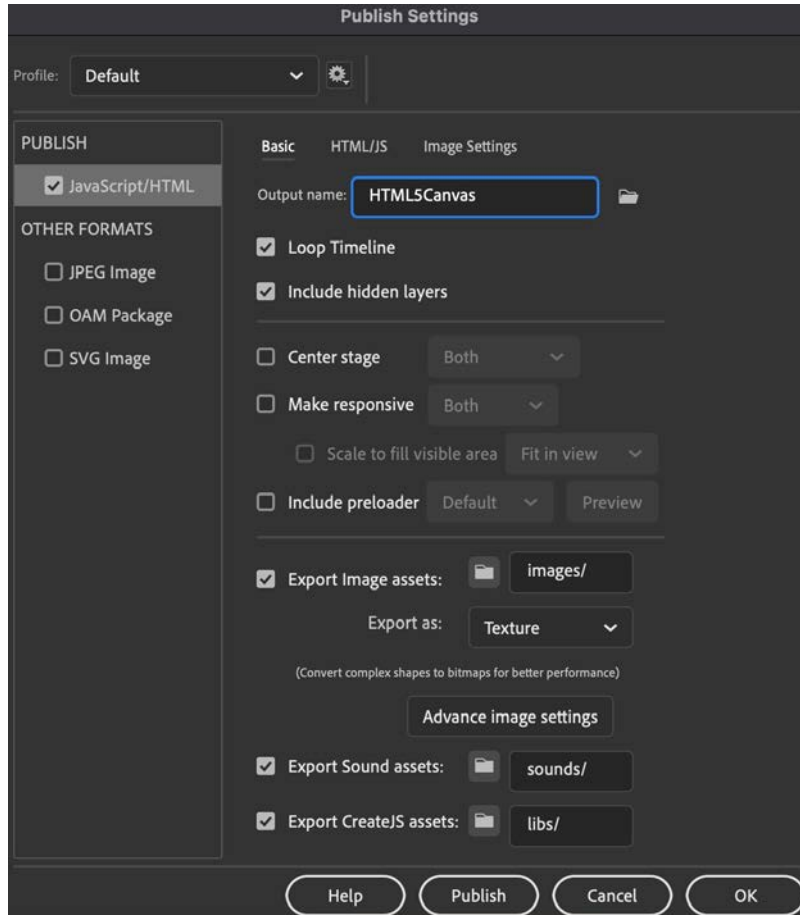 Publish Settings
Profile: Default
PUBLISH
JavaScript/HTML
OTHER FORMATS
JPEG Image
OAM Package
SVG Image
Basic HTML/JS Image Settings
Output name: HTML5Canvas
Loop Timeline
Include hidden layers
Center stage Both
Make responsive Both
Scale to fill visible area Fit in view
Include preloader Default Preview
Export Image assets: images/
Export as: Texture
(Convert complex shapes to bitmaps for better performance)
Advance image settings
Export Sound assets: sounds/
Export CreateJS assets: libs/
Help Publish Cancel OK